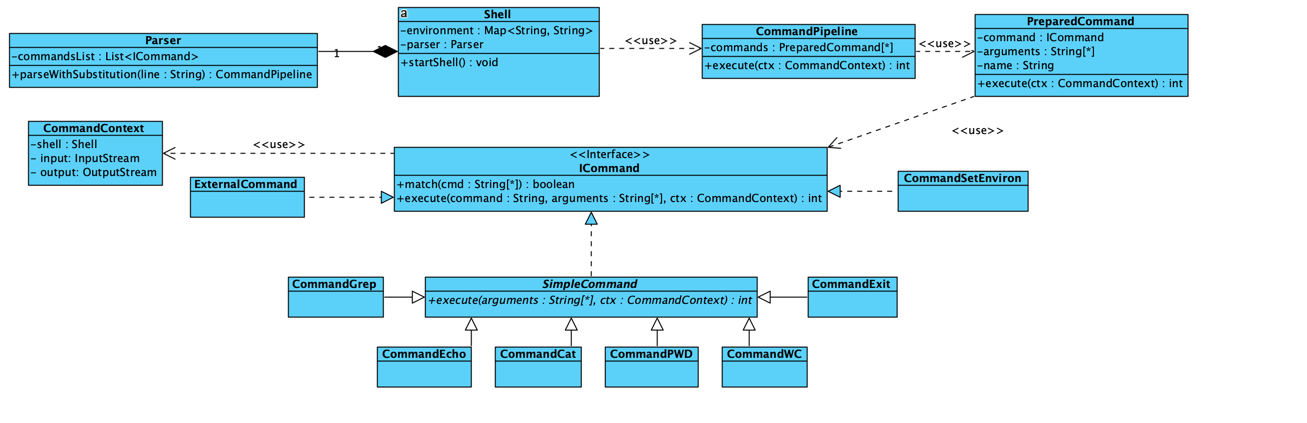 Parser
-commandsList : List<ICommand>
+parseWithSubstitution(line : String) : CommandPipeline
1
a
Shell
-environment : Map<String, String>
-parser : Parser
+startShell() : void
<<use>>
CommandPipeline
-commands : PreparedCommand[*]
+execute(ctx : CommandContext) : int
<<use>>
PreparedCommand
-command : ICommand
-arguments : String[*]
-name : String
+execute(ctx : CommandContext) : int
<<use>>
CommandContext
-shell : Shell
- input: InputStream
- output: OutputStream
<<use>>
<<Interface>>
ICommand
+match(cmd : String[*]) : boolean
+execute(command : String, arguments : String[*], ctx : CommandContext) : int
ExternalCommand
CommandSetEnviron
CommandGrep
SimpleCommand
+execute(arguments : String[*], ctx : CommandContext) : int
CommandExit
CommandEcho
CommandCat
CommandPWD
CommandWC